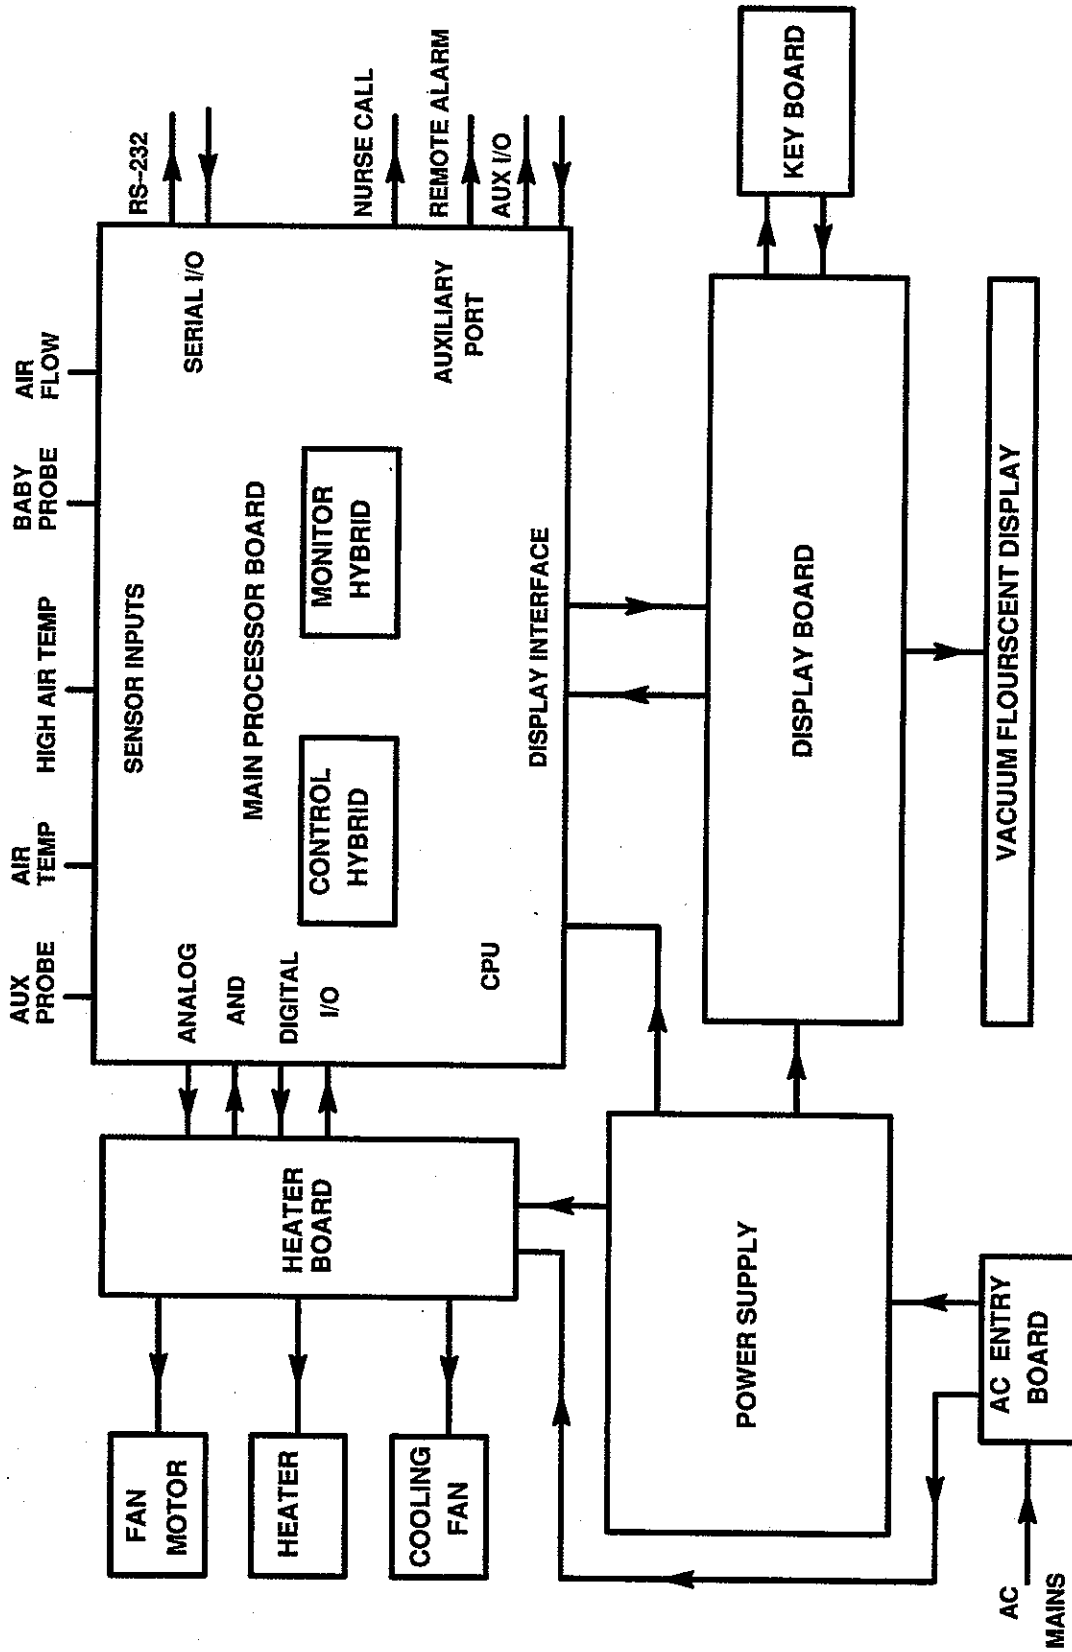 AUX
PROBE
AIR
TEMP
HIGH AIR TEMP
BABY
PROBE
AIR
FLOW
SENSOR INPUTS
ANALOG
AND
DIGITAL
I/O
MAIN PROCESSOR BOARD
CONTROL
HYBRID
MONITOR
HYBRID
SERIAL I/O
RS-232
AUXILIARY
PORT
NURSE CALL
REMOTE ALARM
AUX I/O
CPU
DISPLAY INTERFACE
FAN
MOTOR
HEATER
COOLING
FAN
HEATER
BOARD
POWER SUPPLY
DISPLAY BOARD
KEY BOARD
AC ENTRY
BOARD
AC
MAINS
VACUUM FLOURSCENT DISPLAY